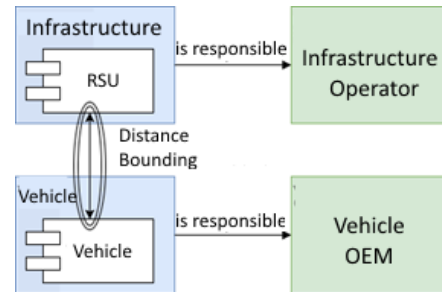 Infrastructure
RSU
is responsible
Infrastructure
Operator
Distance
Bounding
Vehicle
Vehicle
is responsible
Vehicle
OEM